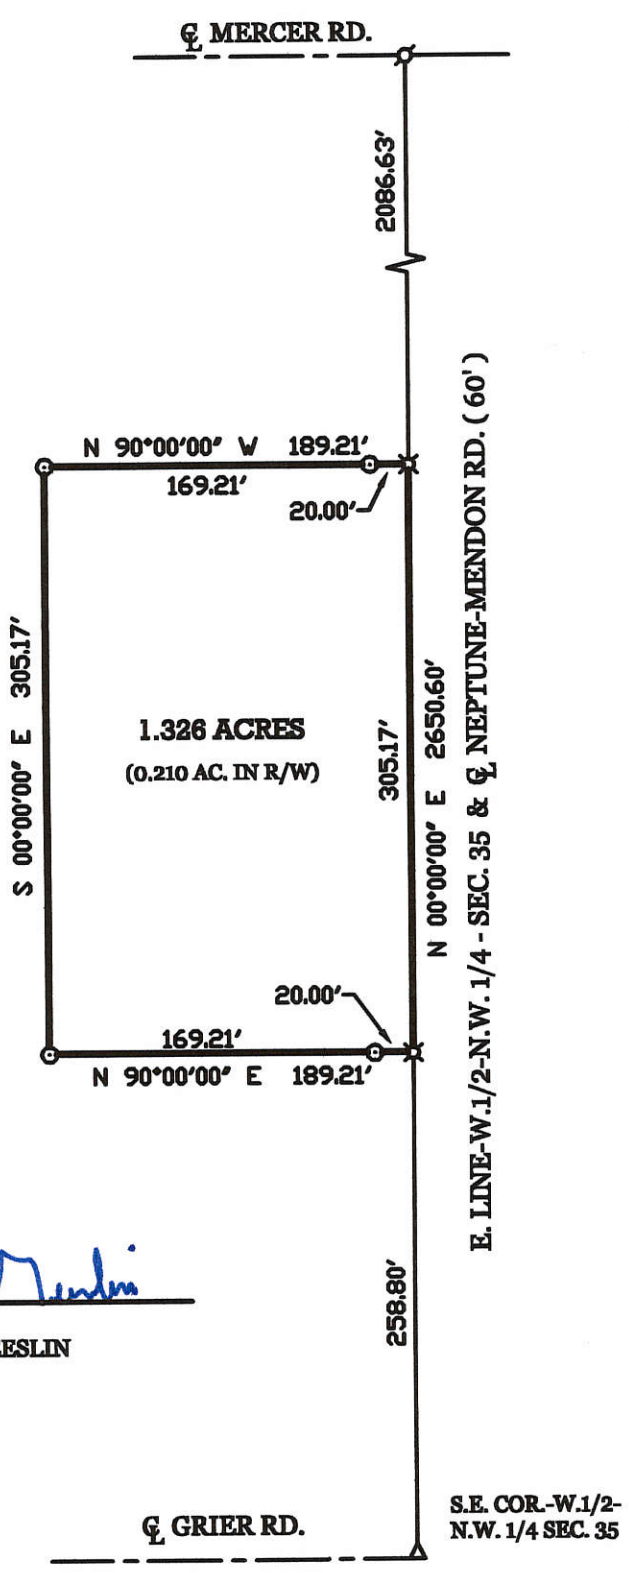 ℄ MERCER RD.
2086.63'
N 90°00'00" W 189.21'
169.21'
20.00'
S 00°00'00" E 305.17'
1.326 ACRES
(0.210 AC. IN R/W)
305.17'
N 00°00'00" E 2650.60'
E. LINE-W.1/2-N.W. 1/4 - SEC. 35 & ℄ NEPTUNE-MENDON RD. ( 60' )
20.00'
169.21'
N 90°00'00" E 189.21'
258.80'
ESLIN
℄ GRIER RD.
S.E. COR.-W.1/2-
N.W. 1/4 SEC. 35